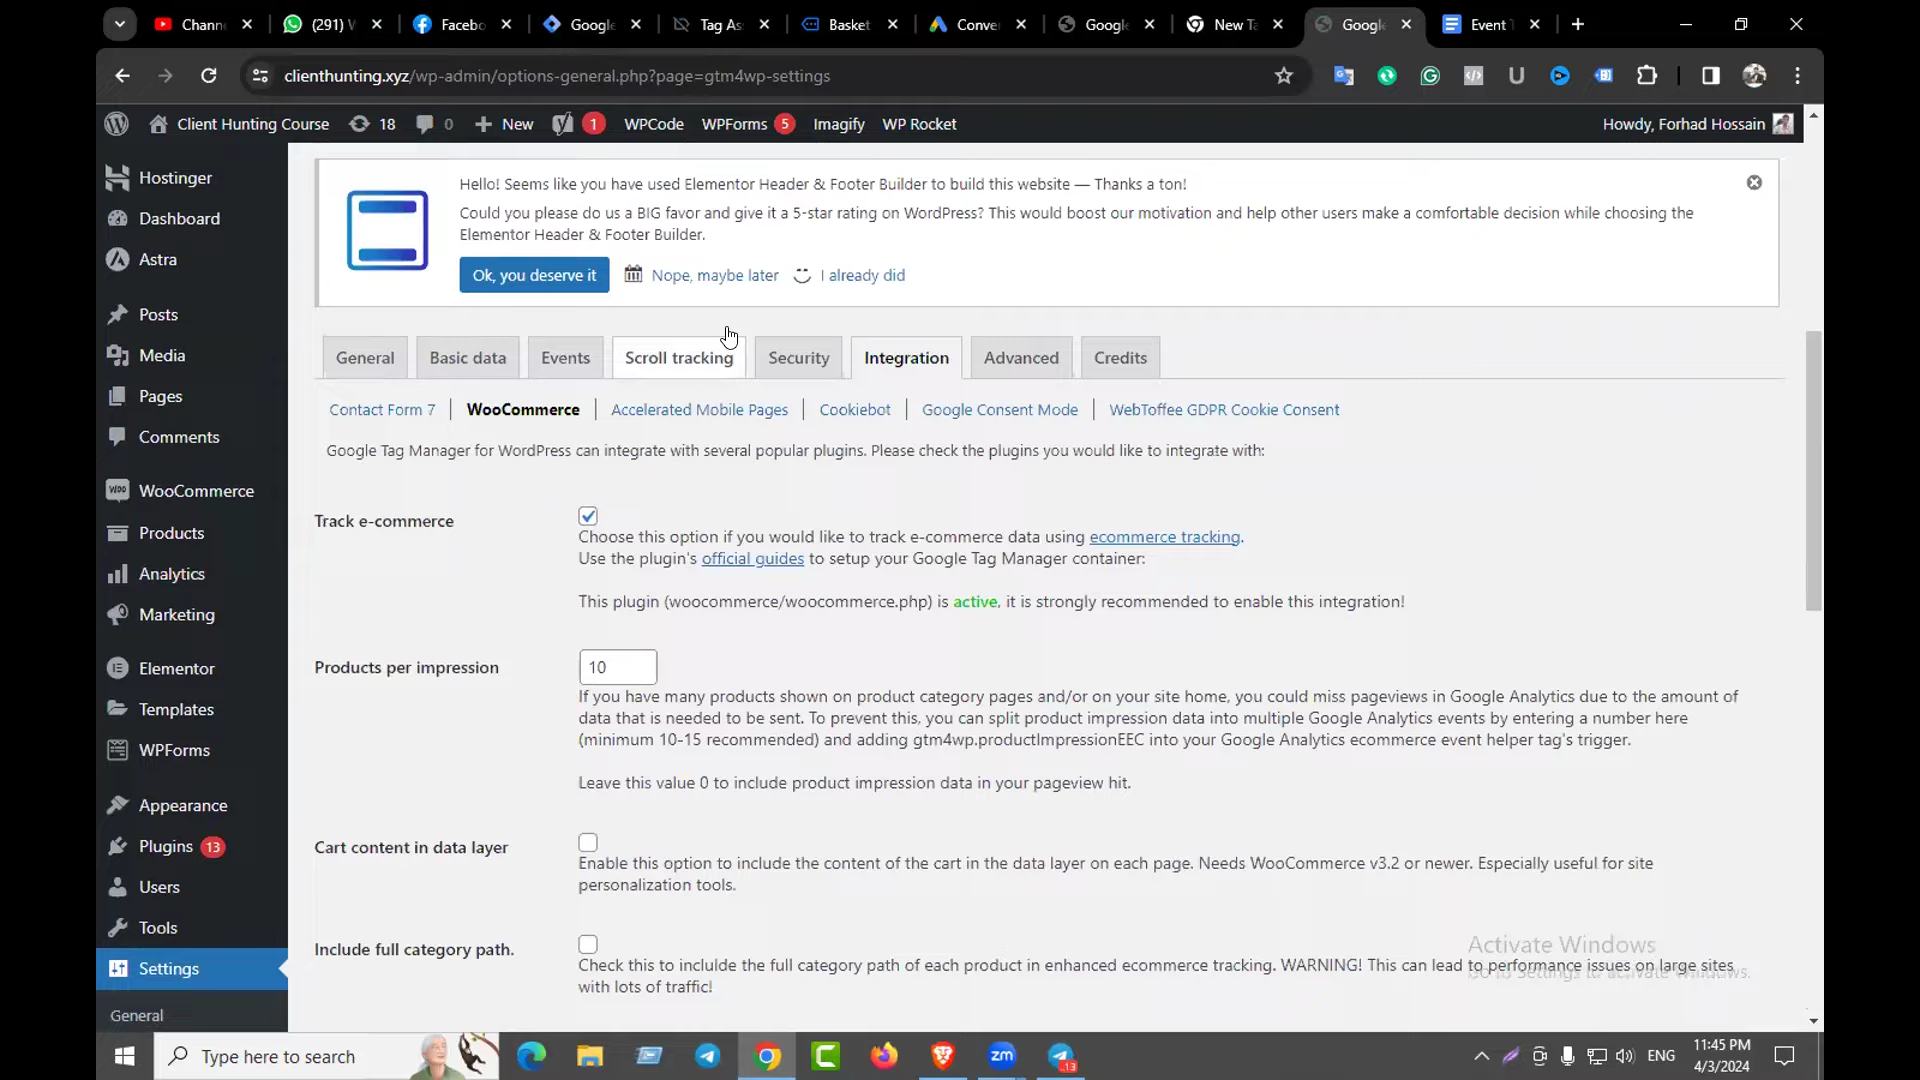 Chann
(291) W
Facebo
Google
Tag As
Basket
Conve
Google
New Ta
Google
Event T
clienthunting.xyz/wp-admin/options-general.php?page=gtm4wp-settings
Client Hunting Course
18
0
New
1
WPCode
WPForms
5
Imagify
WP Rocket
Howdy, Forhad Hossain
Hostinger
Dashboard
Astra
Posts
Media
Pages
Comments
WooCommerce
Products
Analytics
Marketing
Elementor
Templates
WPForms
Appearance
Plugins 13
Users
Tools
Settings
General
Hello! Seems like you have used Elementor Header & Footer Builder to build this website — Thanks a ton!
Could you please do us a BIG favor and give it a 5-star rating on WordPress? This would boost our motivation and help other users make a comfortable decision while choosing the
Elementor Header & Footer Builder.
Ok, you deserve it
Nope, maybe later
I already did
General
Basic data
Events
Scroll tracking
Security
Integration
Advanced
Credits
Contact Form 7
WooCommerce
Accelerated Mobile Pages
Cookiebot
Google Consent Mode
WebToffee GDPR Cookie Consent
Google Tag Manager for WordPress can integrate with several popular plugins. Please check the plugins you would like to integrate with:
Track e-commerce
Choose this option if you would like to track e-commerce data using ecommerce tracking.
Use the plugin's official guides to setup your Google Tag Manager container:
This plugin (woocommerce/woocommerce.php) is active, it is strongly recommended to enable this integration!
Products per impression
10
If you have many products shown on product category pages and/or on your site home, you could miss pageviews in Google Analytics due to the amount of
data that is needed to be sent. To prevent this, you can split product impression data into multiple Google Analytics events by entering a number here
(minimum 10-15 recommended) and adding gtm4wp.productImpressionEEC into your Google Analytics ecommerce event helper tag's trigger.
Leave this value 0 to include product impression data in your pageview hit.
Cart content in data layer
Enable this option to include the content of the cart in the data layer on each page. Needs WooCommerce v3.2 or newer. Especially useful for site
personalization tools.
Include full category path.
Check this to inclulde the full category path of each product in enhanced ecommerce tracking. WARNING! This can lead to performance issues on large sites
with lots of traffic!
Activate Windows
Go to Settings to activate Windows.
Type here to search
zm
13
ENG
11:45 PM
4/3/2024